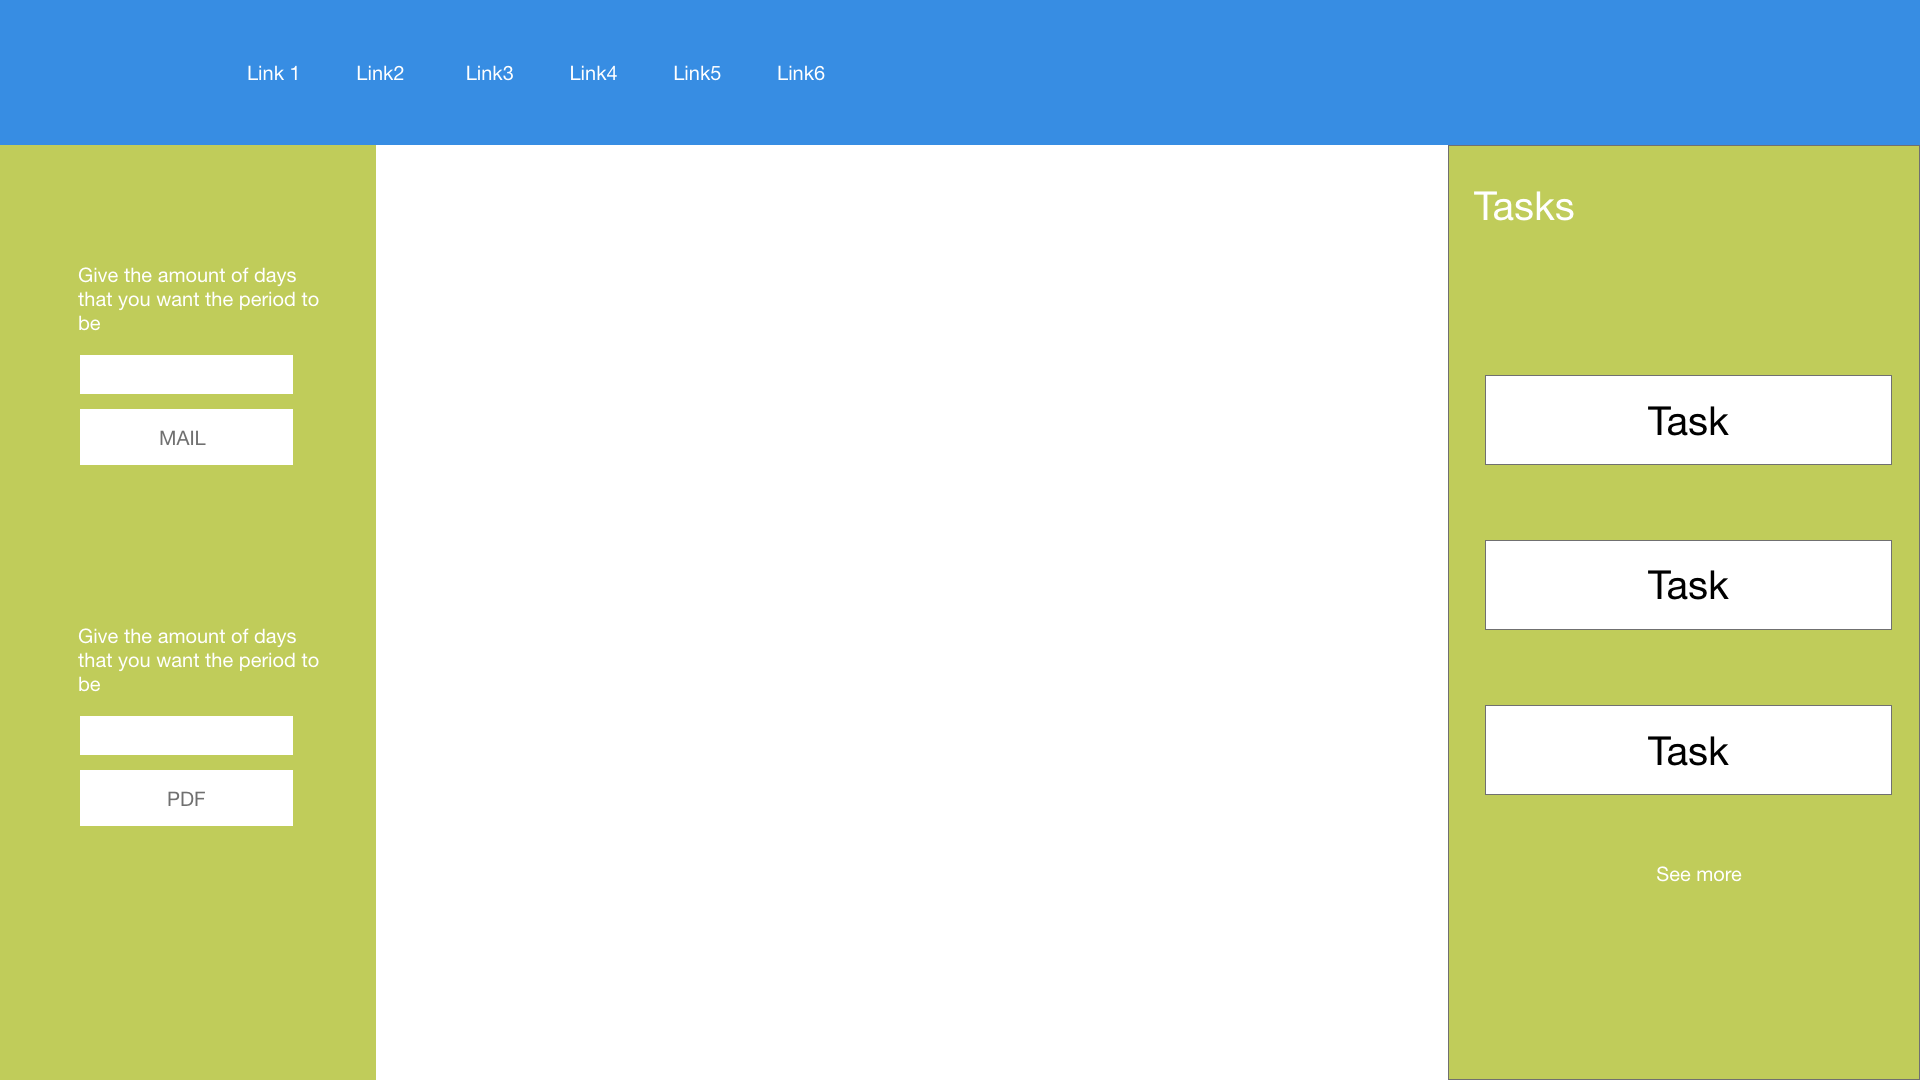 Link 1 Link2 Link3 Link4 Link5 Link6
Give the amount of days
that you want the period to
be
MAIL
Give the amount of days
that you want the period to
be
PDF
Tasks
Task
Task
Task
See more